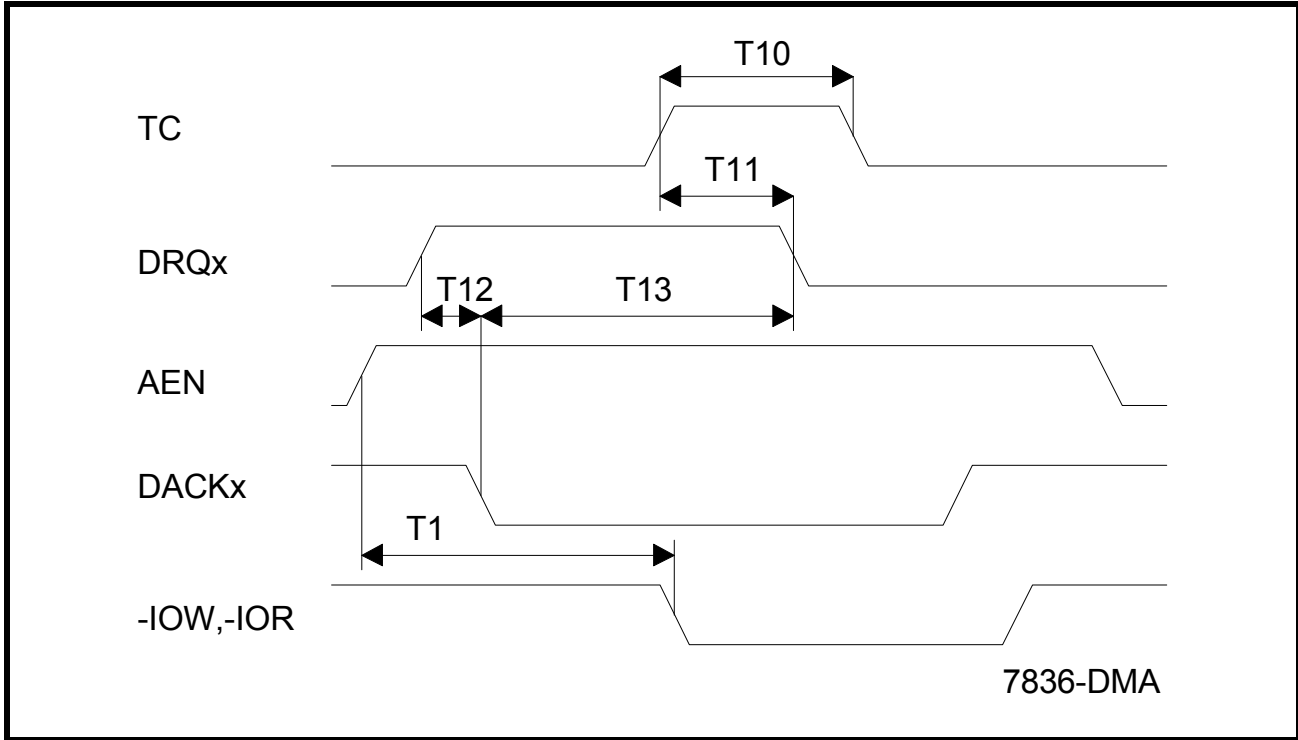 T10
TC
T11
DRQx
T12
T13
AEN
DACKx
T1
-IOW,-IOR
7836-DMA